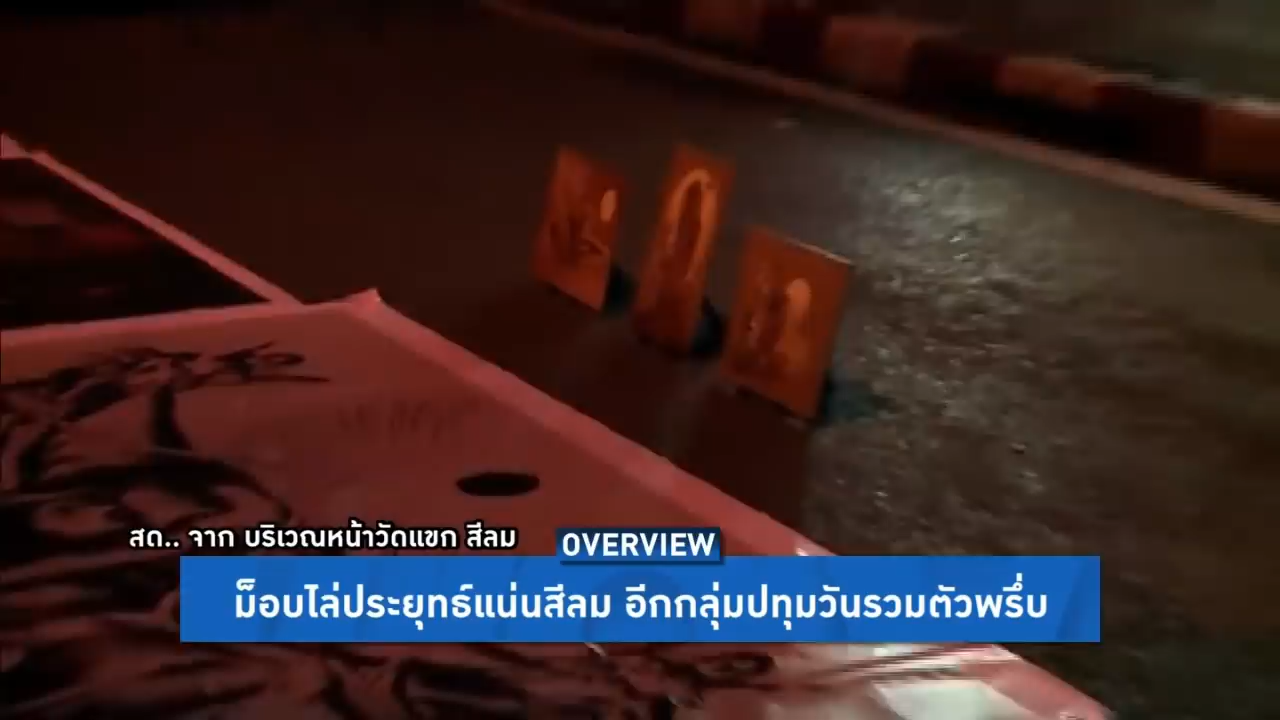 สด.. จาก บริเวณหน้าวัดแขก สีลม
OVERVIEW
ม็อบไล่ประยุทธ์แน่นสีลม อีกกลุ่มปทุมวันรวมตัวพรึ่บ